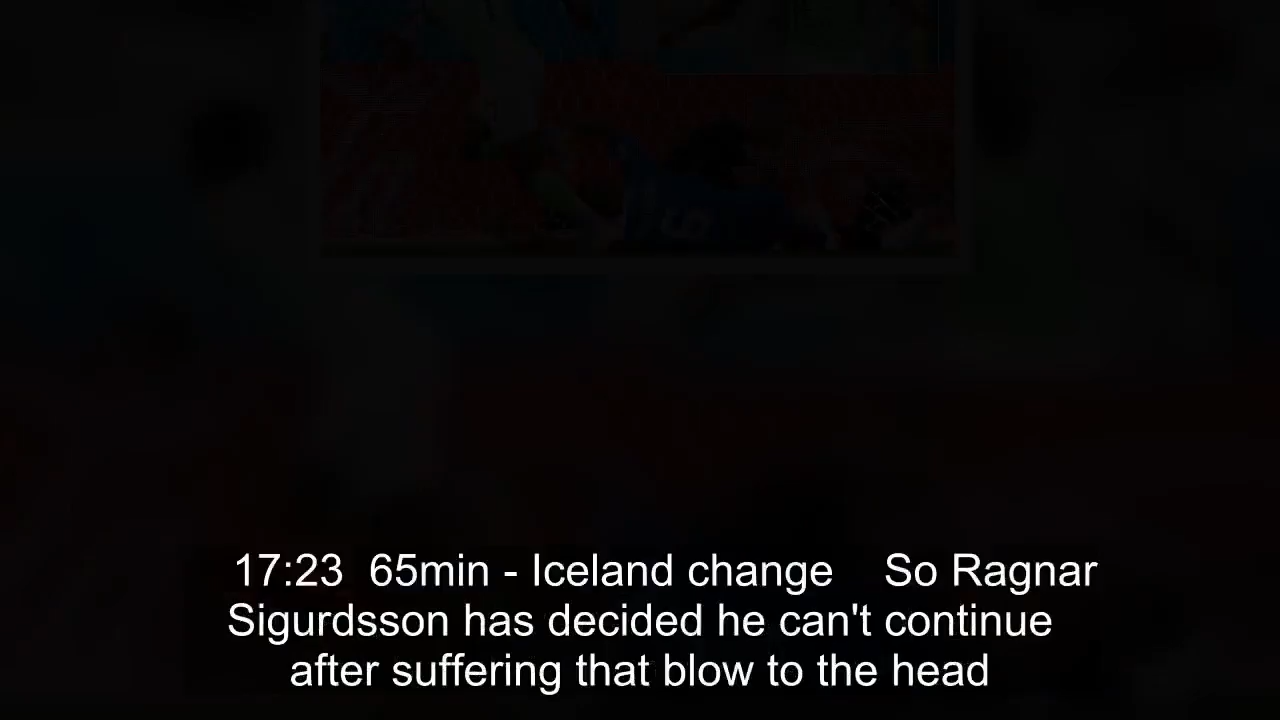 17:23 65min - Iceland change So Ragnar
Sigurdsson has decided he can't continue
after suffering that blow to the head
6